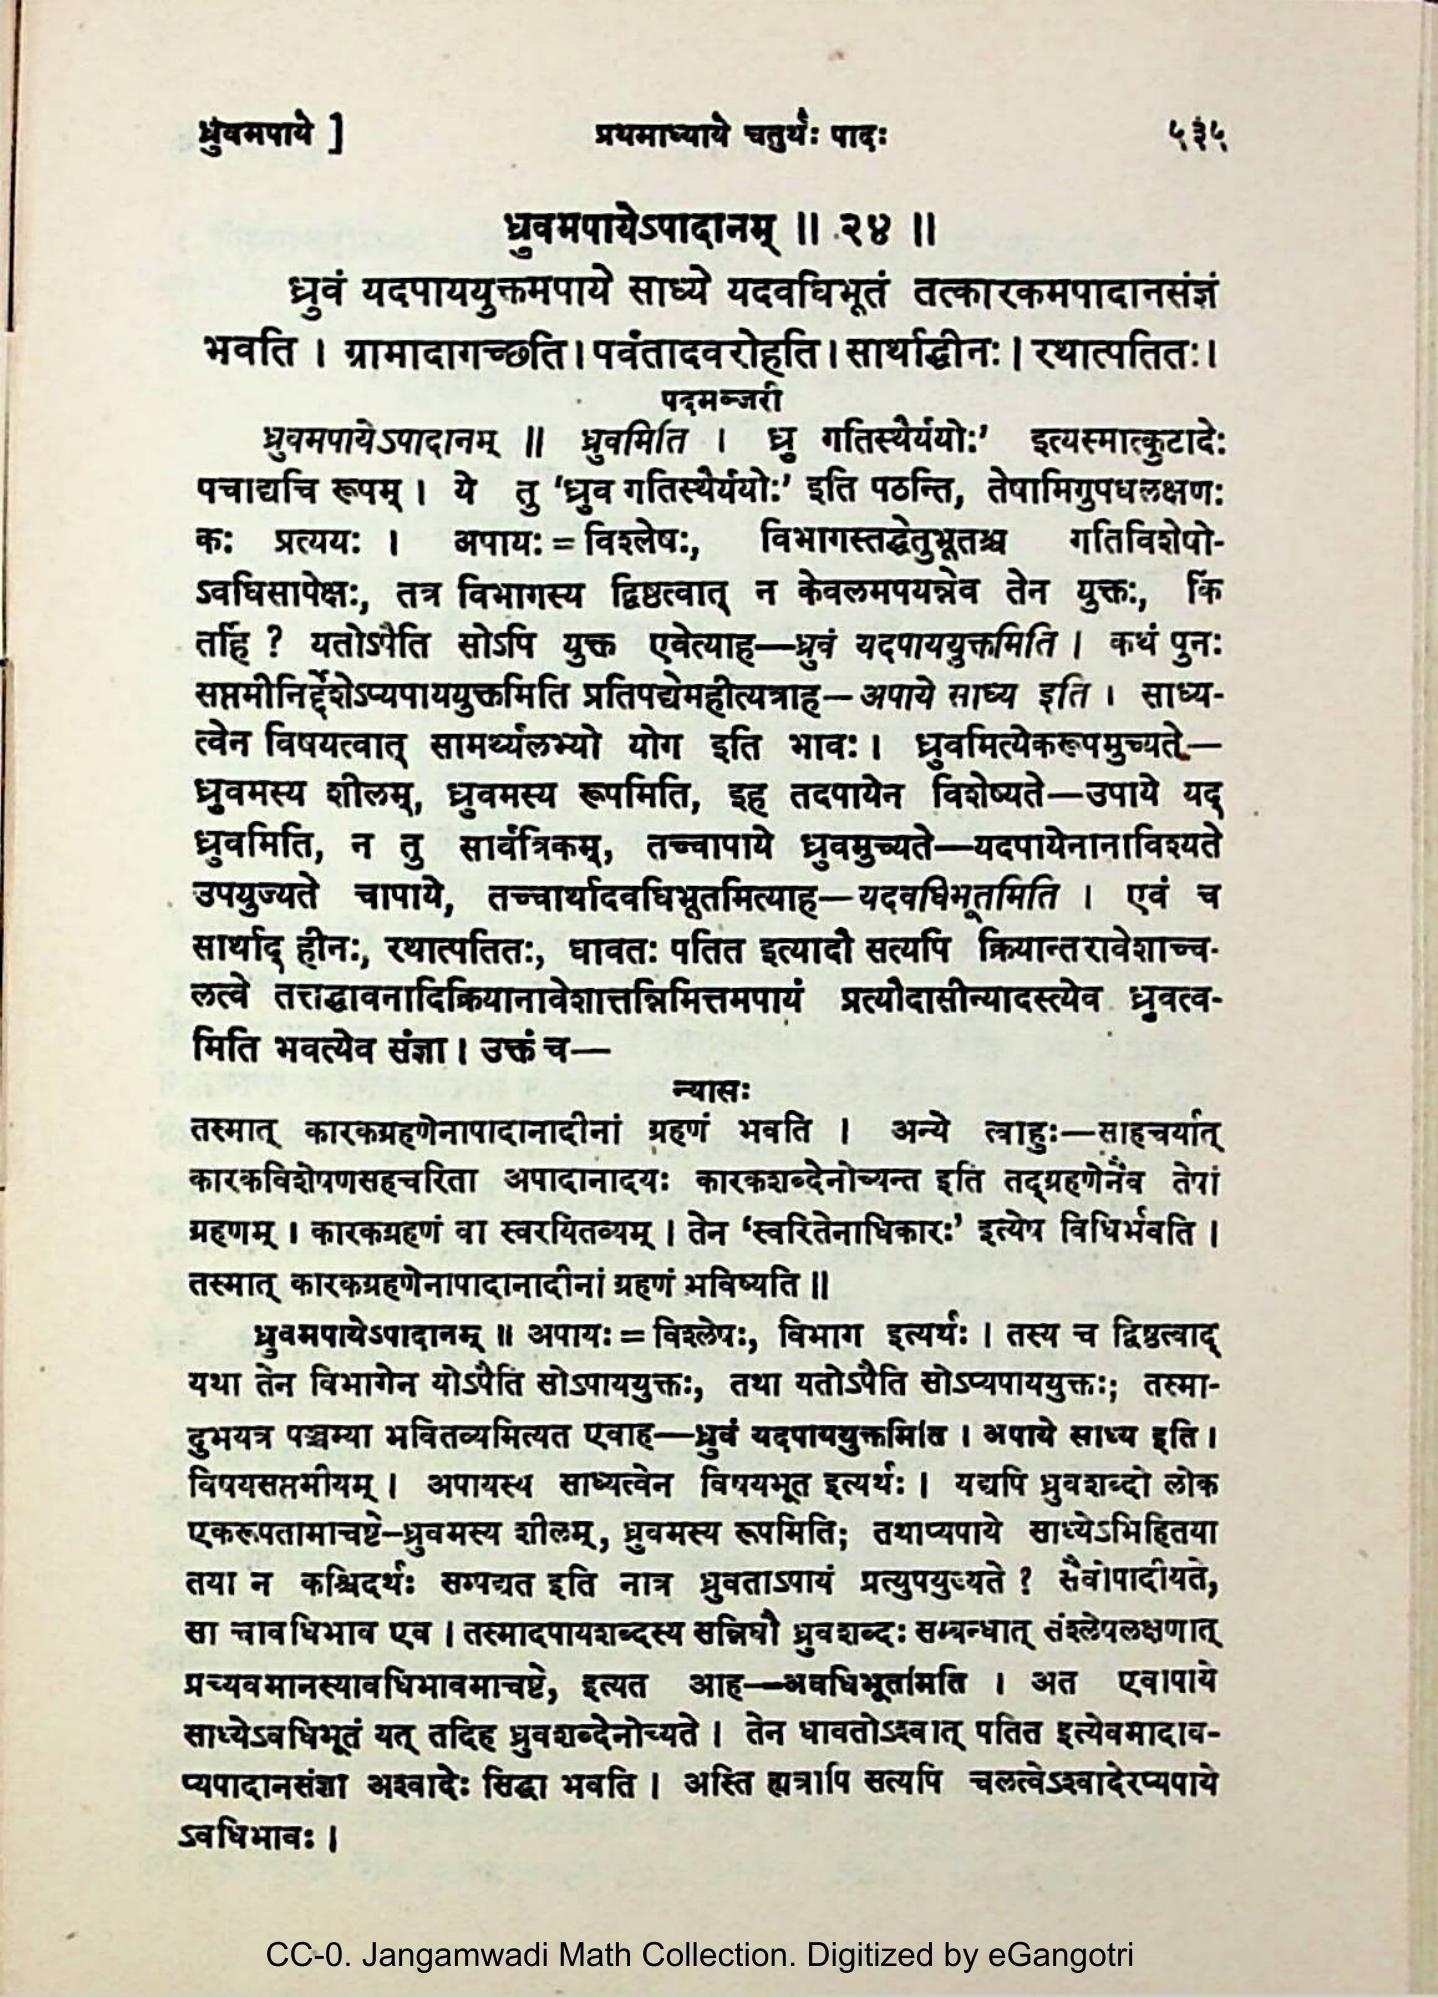 ध्रुवमपाये ]
प्रथमाध्याये चतुर्थः पादः
५३५
ध्रुवमपायेऽपादानम् ॥ २४ ॥
ध्रुवं यदपाययुक्तमपाये साध्ये यदवधिभूतं तत्कारकमपादानसंज्ञं
भवति । ग्रामादागच्छति । पर्वतादवरोहति । सार्थाद्धीनः । रथात्पतितः ।
पदमञ्जरी
ध्रुवमपायेऽपादानम् ॥ ध्रुवमिति । ध्रु गतिस्थैर्ययोः’ इत्यस्मात्कुटादेः
पचाद्यचि रूपम् । ये तु ‘ध्रुव गतिस्थैर्ययोः’ इति पठन्ति, तेषामिगुपधलक्षणः
कः प्रत्ययः । अपायः = विश्लेषः, विभागस्तद्धेतुभूतश्च गतिविशेषो-
ऽवधिसापेक्षः, तत्र विभागस्य द्विष्ठत्वात् न केवलमपयन्नेव तेन युक्तः, किं
तर्हि ? यतोऽपैति सोऽपि युक्त एवेत्याह—ध्रुवं यदपाययुक्तमिति । कथं पुनः
सप्तमीनिर्द्देशेऽप्यपाययुक्तमिति प्रतिपद्येमहीत्यत्राह—अपाये साध्य इति । साध्य-
त्वेन विषयत्वात् सामर्थ्यलभ्यो योग इति भावः । ध्रुवमित्येकरूपमुच्यते—
ध्रुवमस्य शीलम्, ध्रुवमस्य रूपमिति, इह तदपायेन विशेष्यते—उपाये यद्
ध्रुवमिति, न तु सार्वत्रिकम्, तच्चापाये ध्रुवमुच्यते—यदपायेनानाविश्यते
उपयुज्यते चापाये, तच्चार्थादवधिभूतमित्याह—यदवधिभूतमिति । एवं च
सार्थाद् हीनः, रथात्पतितः, धावतः पतित इत्यादौ सत्यपि क्रियान्तरावेशाच्च-
लत्वे तत्तद्धावनादिक्रियानावेशात्तन्निमित्तमपायं प्रत्यौदासीन्यादस्त्येव ध्रुवत्व-
मिति भवत्येव संज्ञा । उक्तं च—
न्यासः
तस्मात् कारकग्रहणेनापादानादीनां ग्रहणं भवति । अन्ये त्वाहुः—साहचर्यात्
कारकविशेषणसहचरिता अपादानादयः कारकशब्देनोच्यन्त इति तद्ग्रहणेनैव तेषां
ग्रहणम् । कारकग्रहणं वा स्वरयितव्यम् । तेन ‘स्वरितेनाधिकारः’ इत्येष विधिर्भवति ।
तस्मात् कारकग्रहणेनापादानादीनां ग्रहणं भविष्यति ॥
ध्रुवमपायेऽपादानम् ॥ अपायः = विश्लेषः, विभाग इत्यर्थः । तस्य च द्विष्ठत्वाद्
यथा तेन विभागेन योऽपैति सोऽपाययुक्तः, तथा यतोऽपैति सोऽप्यपाययुक्तः; तस्मा-
दुभयत्र पञ्चम्या भवितव्यमित्यत एवाह—ध्रुवं यदपाययुक्तमिति । अपाये साध्य इति ।
विषयसप्तमीयम् । अपायस्य साध्यत्वेन विषयभूत इत्यर्थः । यद्यपि ध्रुवशब्दो लोक
एकरूपतामाचष्टे—ध्रुवमस्य शीलम्, ध्रुवमस्य रूपमिति; तथाप्यपाये साध्येऽभिहितया
तया न कश्चिदर्थः सम्पद्यत इति नात्र ध्रुवताऽपायं प्रत्युपयुज्यते ? सैवोपादीयते,
सा चावधिभाव एव । तस्मादपायशब्दस्य सन्निधौ ध्रुवशब्दः सम्बन्धात् संश्लेषलक्षणात्
प्रच्यवमानस्यावधिभावमाचष्टे, इत्यत आह—अवधिभूतमिति । अत एवापाये
साध्येऽवधिभूतं यत् तदिह ध्रुवशब्देनोच्यते । तेन धावतोऽश्वात् पतित इत्येवमादाव-
प्यपादानसंज्ञा अश्वादेः सिद्धा भवति । अस्ति ह्यत्रापि सत्यपि चलत्वेऽश्वादेरप्यपाये
ऽवधिभावः ।
CC-0. Jangamwadi Math Collection. Digitized by eGangotri